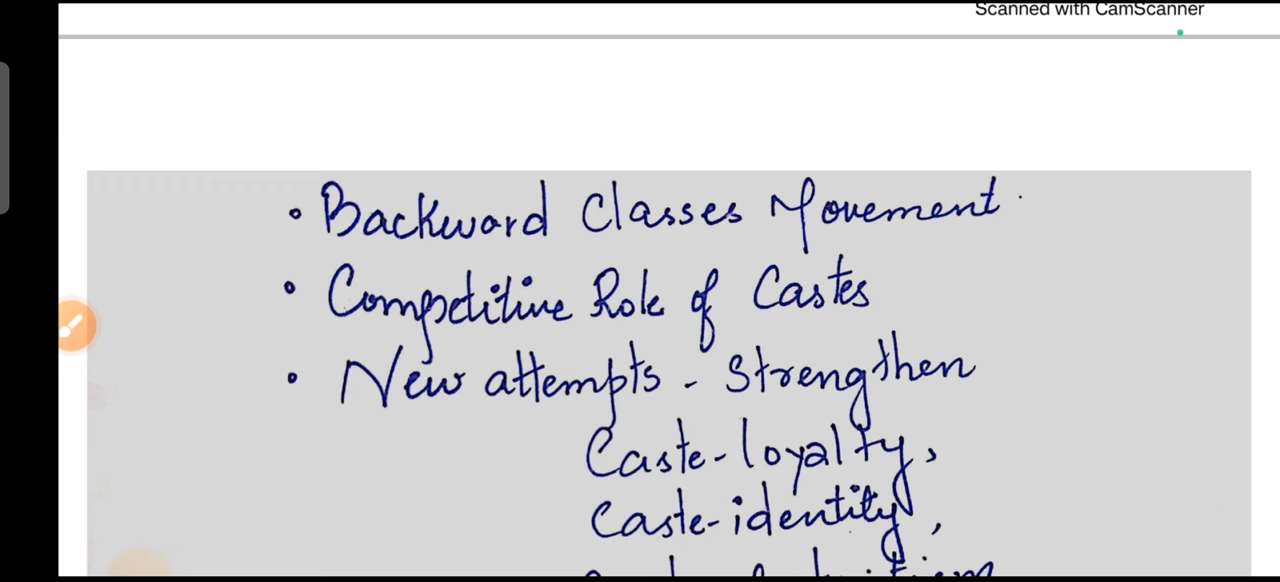 Scanned with CamScanner
• Backward Classes Movement
• Competitive Role of Castes
• New attempts - Strengthen
Caste-loyalty,
Caste-identity,